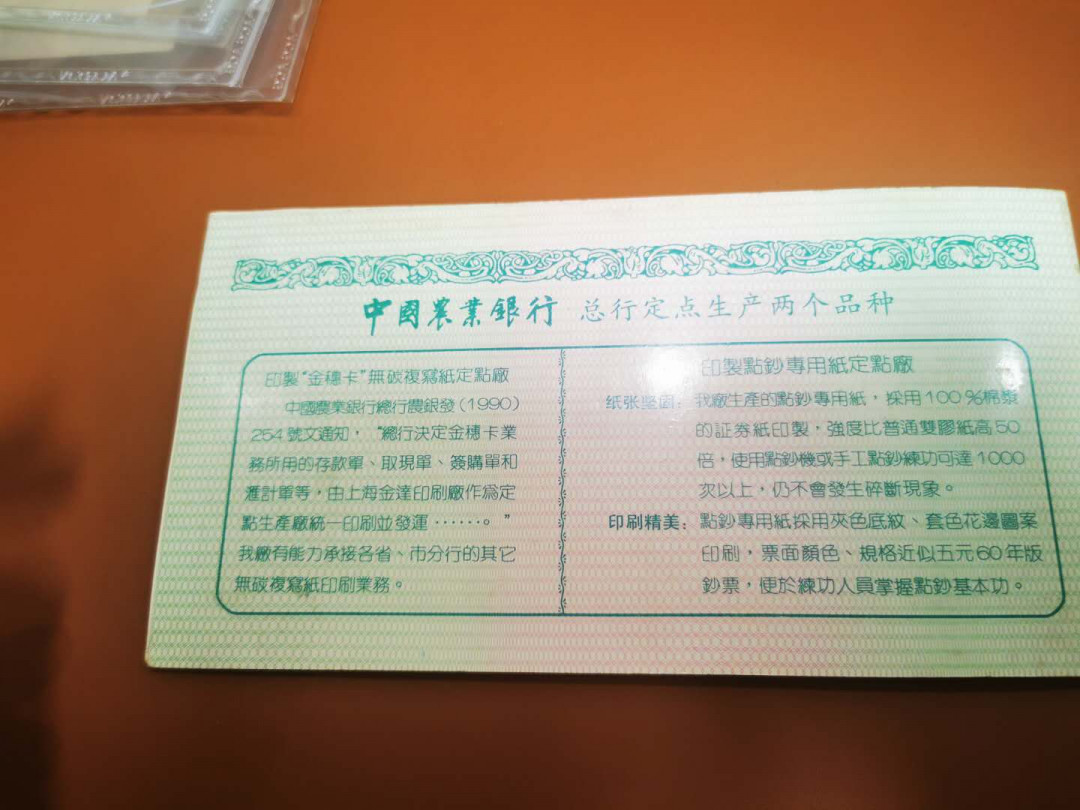 中國農業銀行 总行定点生产两个品种
印製“金穗卡”無碳複寫紙定點廠
中國農業銀行總行農銀發(1990)
254號文通知，“總行決定金穗卡業
務所用的存款單、取現單、簽購單和
滙計單等，由上海金達印刷廠作爲定
點生產廠統一印刷並發運……。”
我廠有能力承接各省、市分行的其它
無碳複寫紙印刷業務。
印製點鈔專用紙定點廠
纸张坚固：我廠生產的點鈔專用紙，採用100%棉漿
的証券紙印製，強度比普通雙膠紙高50
倍，使用點鈔機或手工點鈔練功可達1000
次以上，仍不會發生碎斷現象。
印刷精美：點鈔專用紙採用夾色底紋、套色花邊圖案
印刷，票面顏色、規格近似五元60年版
鈔票，便於練功人員掌握點鈔基本功。